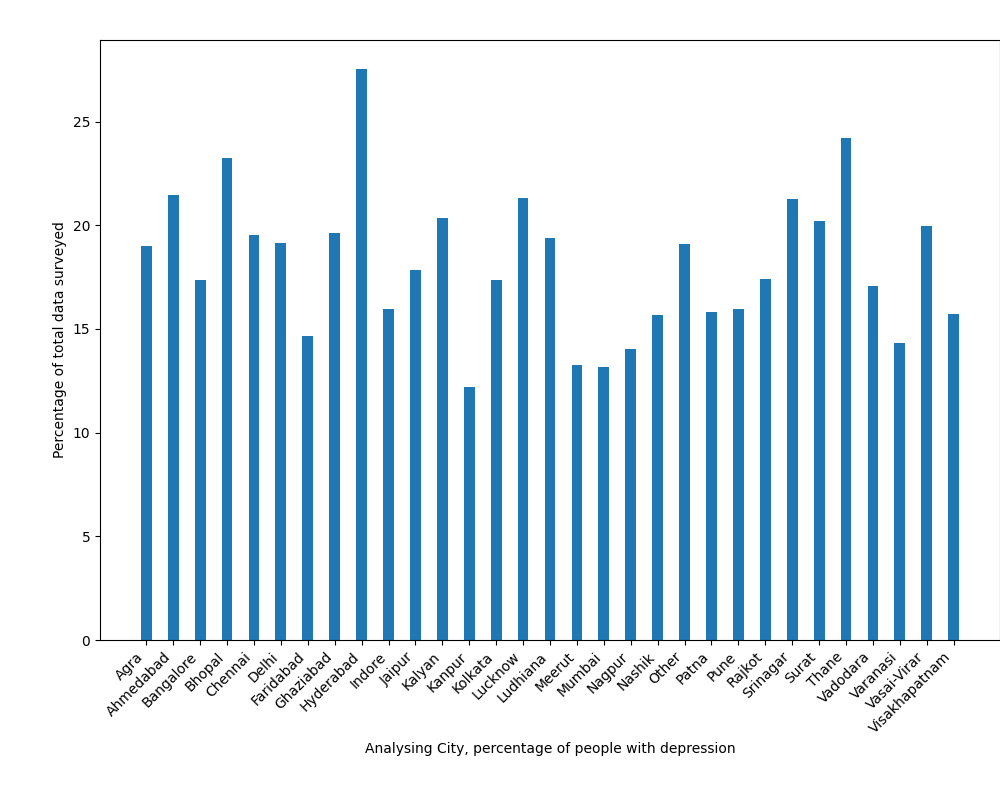 Percentage of total data surveyed
25
20
15
10
5
0
Agra
Ahmedabad
Bangalore
Bhopal
Chennai
Delhi
Faridabad
Ghaziabad
Hyderabad
Indore
Jaipur
Kalyan
Kanpur
Kolkata
Lucknow
Ludhiana
Meerut
Mumbai
Nagpur
Nashik
Other
Patna
Pune
Rajkot
Srinagar
Surat
Thane
Vadodara
Varanasi
Vasai-Virar
Visakhapatnam
Analysing City, percentage of people with depression